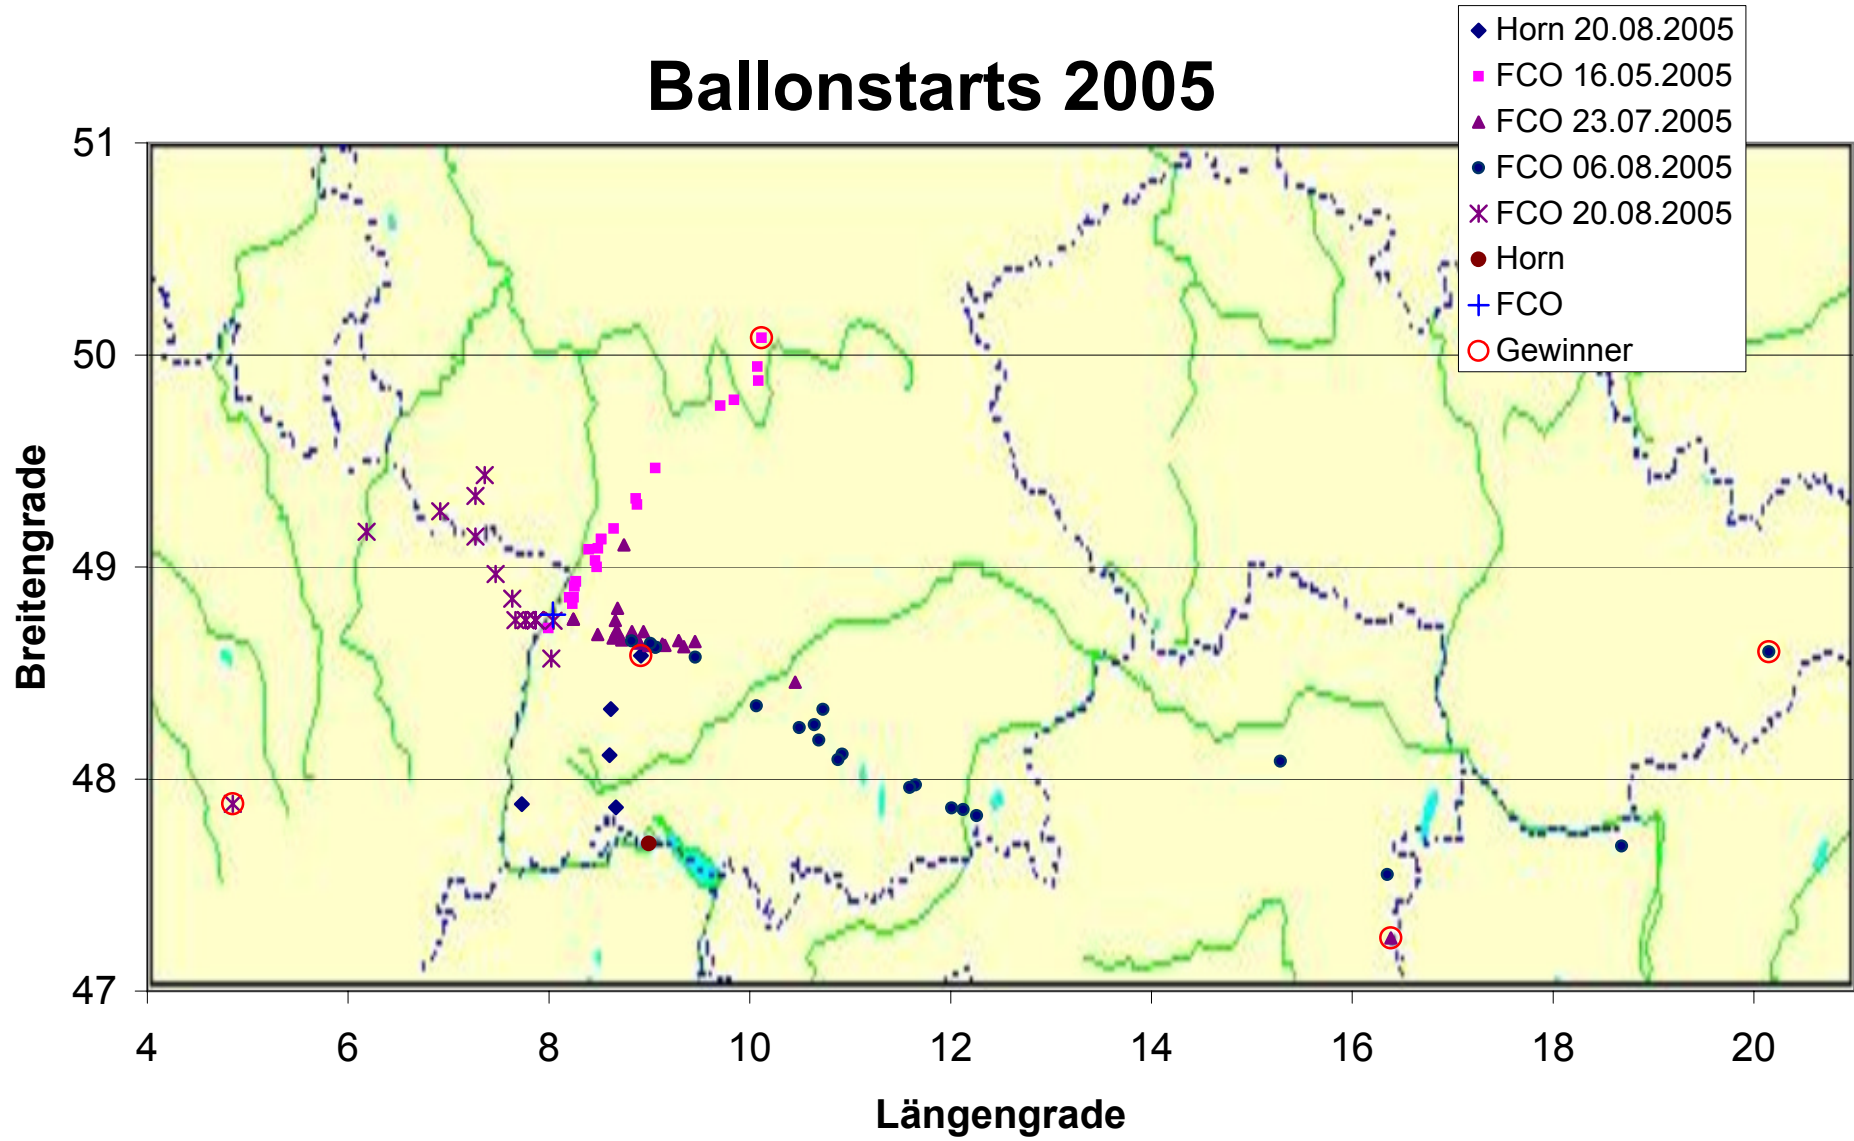 Ballonstarts 2005
Horn 20.08.2005
FCO 16.05.2005
FCO 23.07.2005
FCO 06.08.2005
FCO 20.08.2005
Horn
FCO
Gewinner
51
50
49
48
47
Breitengrade
4 6 8 10 12 14 16 18 20
Längengrade